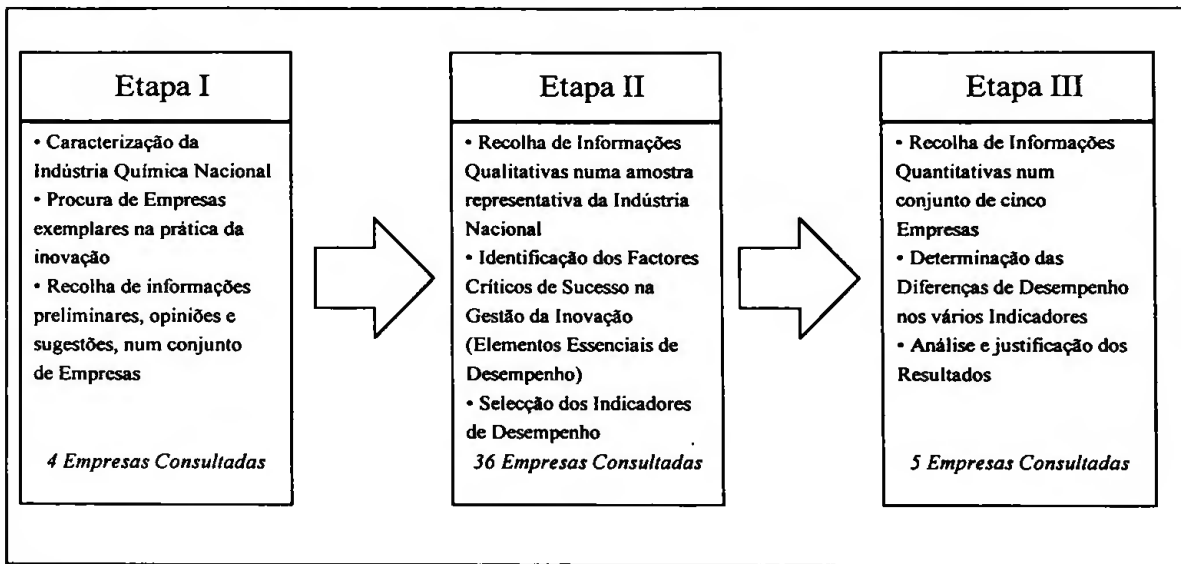 Etapa I
• Caracterização da
Indústria Química Nacional
• Procura de Empresas
exemplares na prática da
inovação
• Recolha de informações
preliminares, opiniões e
sugestões, num conjunto
de Empresas
4 Empresas Consultadas
Etapa II
• Recolha de Informações
Qualitativas numa amostra
representativa da Indústria
Nacional
• Identificação dos Factores
Críticos de Sucesso na
Gestão da Inovação
(Elementos Essenciais de
Desempenho)
• Selecção dos Indicadores
de Desempenho
36 Empresas Consultadas
Etapa III
• Recolha de Informações
Quantitativas num
conjunto de cinco
Empresas
• Determinação das
Diferenças de Desempenho
nos vários Indicadores
• Análise e justificação dos
Resultados
5 Empresas Consultadas